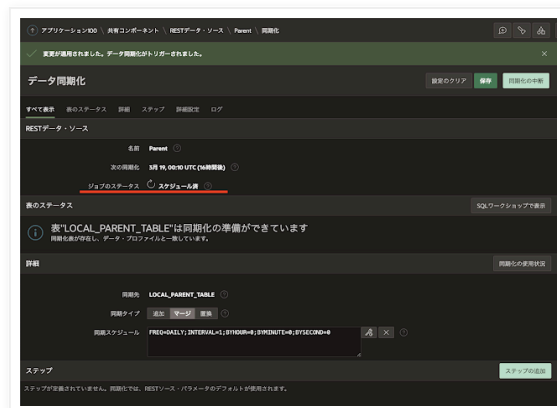 アプリケーション100 \ 共有コンポーネント \ RESTデータ・ソース \ Parent \ 同期化
変更が適用されました。データ同期化がトリガーされました。
データ同期化
設定のクリア 保存 同期化の中断
すべて表示 表のステータス 詳細 ステップ 詳細設定 ログ
RESTデータ・ソース
名前 Parent
次の同期化 3月 19, 00:10 UTC (16時間後)
ジョブのステータス スケジュール済
表のステータス SQLワークショップで表示
表"LOCAL_PARENT_TABLE"は同期化の準備ができています
同期化表が存在し、データ・プロファイルと一致しています。
詳細 同期化の使用状況
同期先 LOCAL_PARENT_TABLE
同期タイプ 追加 マージ 置換
同期スケジュール FREQ=DAILY;INTERVAL=1;BYHOUR=0;BYMINUTE=0;BYSECOND=0
ステップ ステップの追加
ステップが定義されていません。同期化では、RESTソース・パラメータのデフォルトが使用されます。